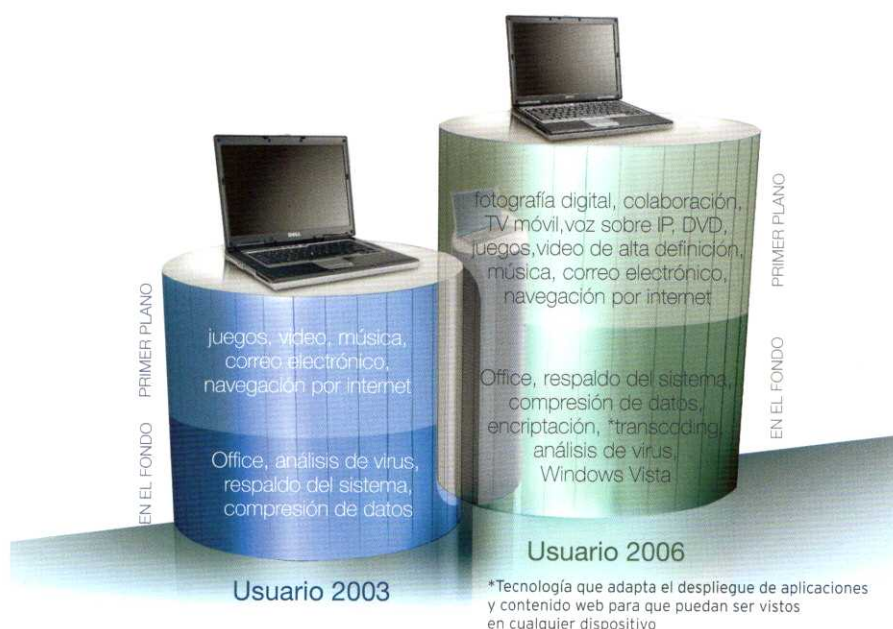 PRIMER PLANO
EN EL FONDO
juegos, video, música,
correo electrónico,
navegación por internet
Office, análisis de virus,
respaldo del sistema,
compresión de datos
Usuario 2003
fotografía digital, colaboración,
TV móvil,voz sobre IP, DVD,
juegos,video de alta definición,
música, correo electrónico,
navegación por internet
Office, respaldo del sistema,
compresión de datos,
encriptación, *transcoding,
análisis de virus,
Windows Vista
PRIMER PLANO
EN EL FONDO
Usuario 2006
*Tecnología que adapta el despliegue de aplicaciones
y contenido web para que puedan ser vistos
en cualquier dispositivo
DELL